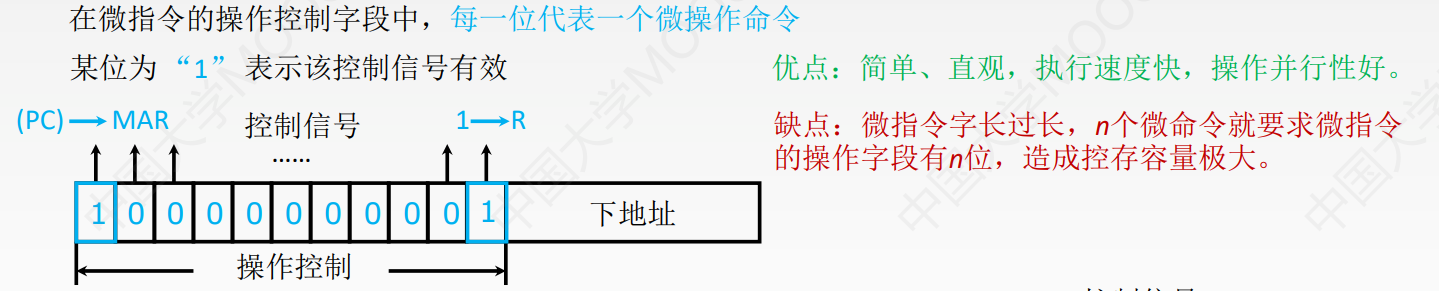 在微指令的操作控制字段中，每一位代表一个微操作命令
某位为“1”表示该控制信号有效
优点：简单、直观，执行速度快，操作并行性好。
(PC) → MAR 控制信号 1 → R
……
缺点：微指令字长过长，n个微命令就要求微指令
的操作字段有n位，造成控存容量极大。
1 0 0 0 0 0 0 0 0 0 1 下地址
操作控制
中国大学MOOC